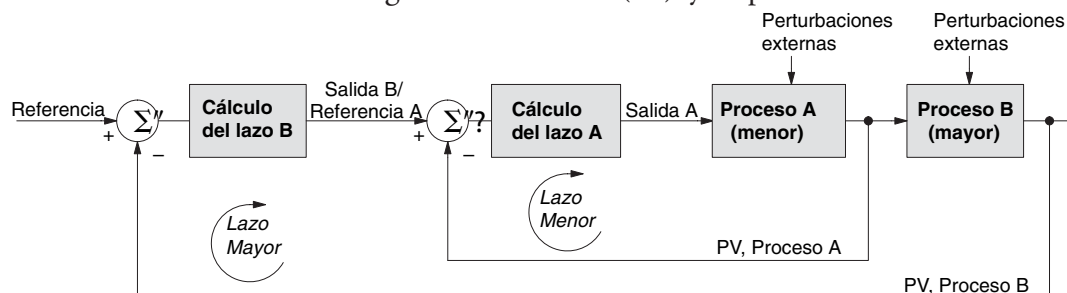 Perturbaciones
externas
Perturbaciones
externas
Referencia
+
−
Σ"
Cálculo
del lazo B
Salida B/
Referencia A
+
−
Σ"?
Cálculo
del lazo A
Salida A
Proceso A
(menor)
Proceso B
(mayor)
Lazo
Mayor
Lazo
Menor
PV, Proceso A
PV, Proceso B